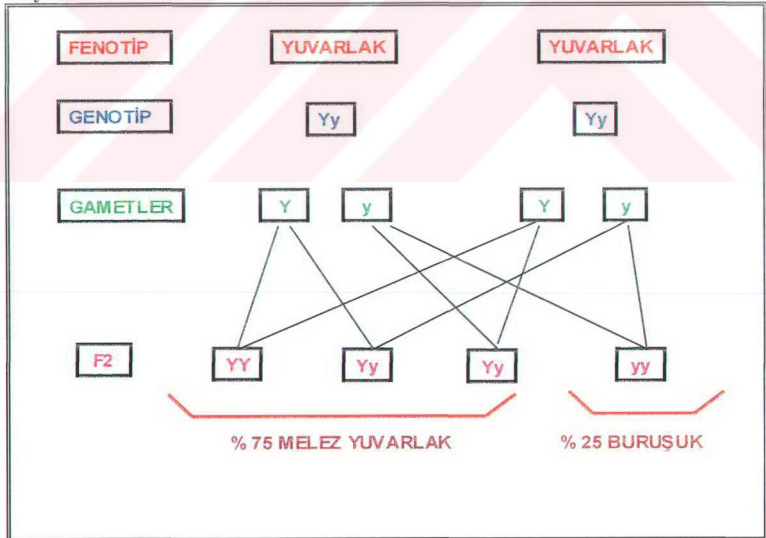 FENOTİP YUVARLAK YUVARLAK
GENOTİP Yy Yy
GAMETLER Y y Y y
F2 YY Yy Yy yy
% 75 MELEZ YUVARLAK % 25 BURUŞUK